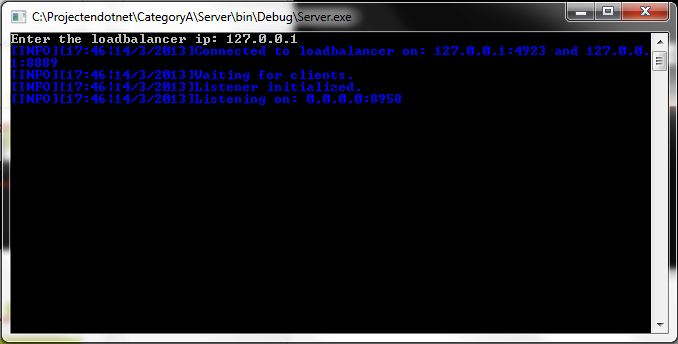 C:\Projectendotnet\CategoryA\Server\bin\Debug\Server.exe
Enter the loadbalancer ip: 127.0.0.1
[INFO][17:46|14/3/2013]Connected to loadbalancer on: 127.0.0.1:4923 and 127.0.0.
1:8889
[INFO][17:46|14/3/2013]Waiting for clients.
[INFO][17:46|14/3/2013]Listener initialized.
[INFO][17:46|14/3/2013]Listening on: 0.0.0.0:8958